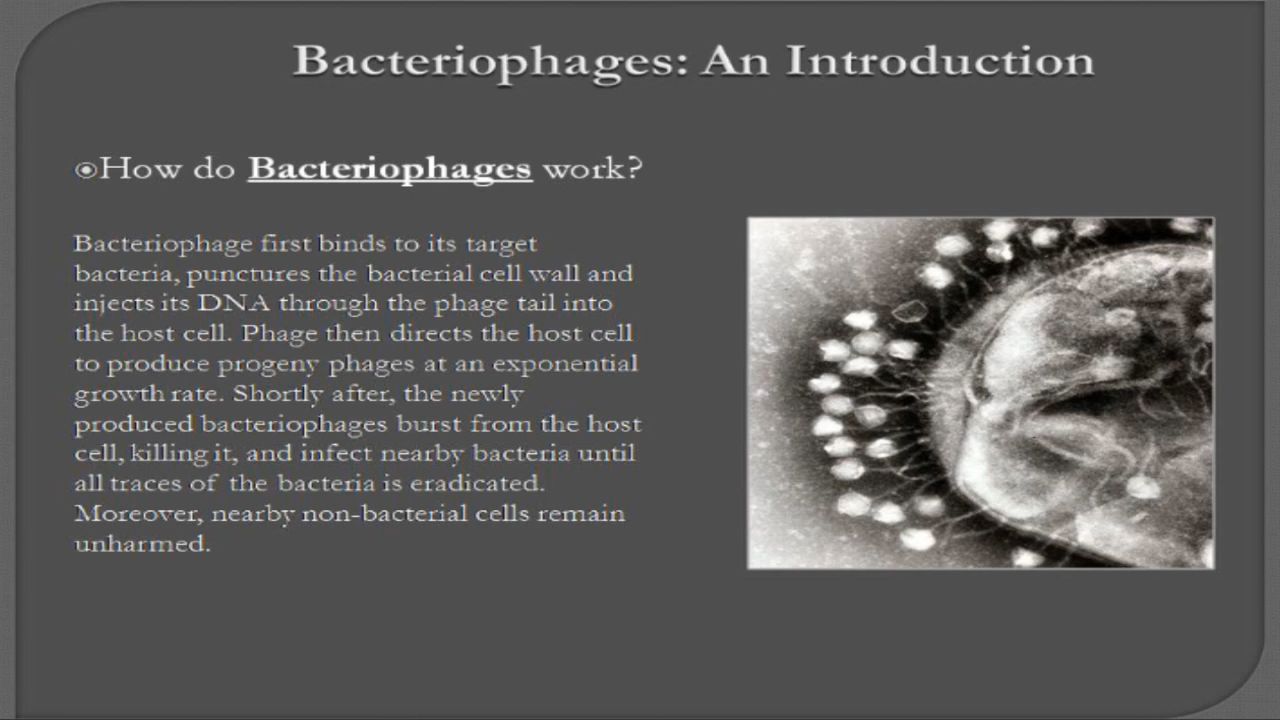 Bacteriophages: An Introduction
How do Bacteriophages work?
Bacteriophage first binds to its target
bacteria, punctures the bacterial cell wall and
injects its DNA through the phage tail into
the host cell. Phage then directs the host cell
to produce progeny phages at an exponential
growth rate. Shortly after, the newly
produced bacteriophages burst from the host
cell, killing it, and infect nearby bacteria until
all traces of the bacteria is eradicated.
Moreover, nearby non-bacterial cells remain
unharmed.